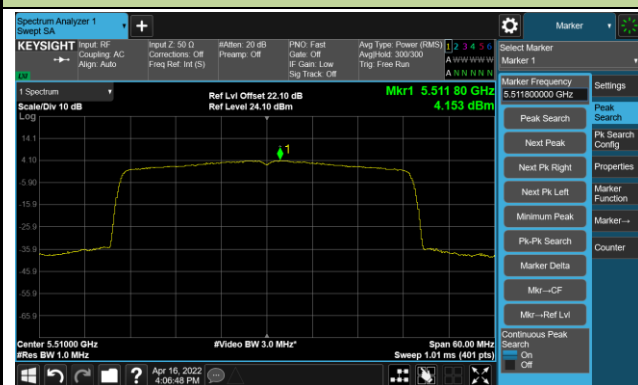 Spectrum Analyzer 1
Swept SA
+
Marker
KEYSIGHT
Input: RF
Coupling: AC
Align: Auto
Input Z: 50 Ω
Corrections: Off
Freq Ref: Int (S)
#Atten: 20 dB
Preamp: Off
PNO: Fast
Gate: Off
IF Gain: Low
Sig Track: Off
Avg Type: Power (RMS)
Avg|Hold: 300/300
Trig: Free Run
1 2 3 4 5 6
A W W W W W
A N N N N N
LVI
Select Marker
Marker 1
1 Spectrum
Scale/Div 10 dB
Log
Ref Lvl Offset 22.10 dB
Ref Level 24.10 dBm
Mkr1 5.511 80 GHz
4.153 dBm
14.1
4.10
-5.90
-15.9
-25.9
-35.9
-45.9
-55.9
-65.9
1
Center 5.51000 GHz
#Res BW 1.0 MHz
#Video BW 3.0 MHz*
Span 60.00 MHz
Sweep 1.01 ms (401 pts)
Marker Frequency
5.511800000 GHz
Peak Search
Next Peak
Next Pk Right
Next Pk Left
Minimum Peak
Pk-Pk Search
Marker Delta
Mkr→CF
Mkr→Ref Lvl
Continuous Peak
Search
On
Off
Settings
Peak
Search
Pk Search
Config
Properties
Marker
Function
Marker→
Counter
?
Apr 16, 2022
4:06:48 PM